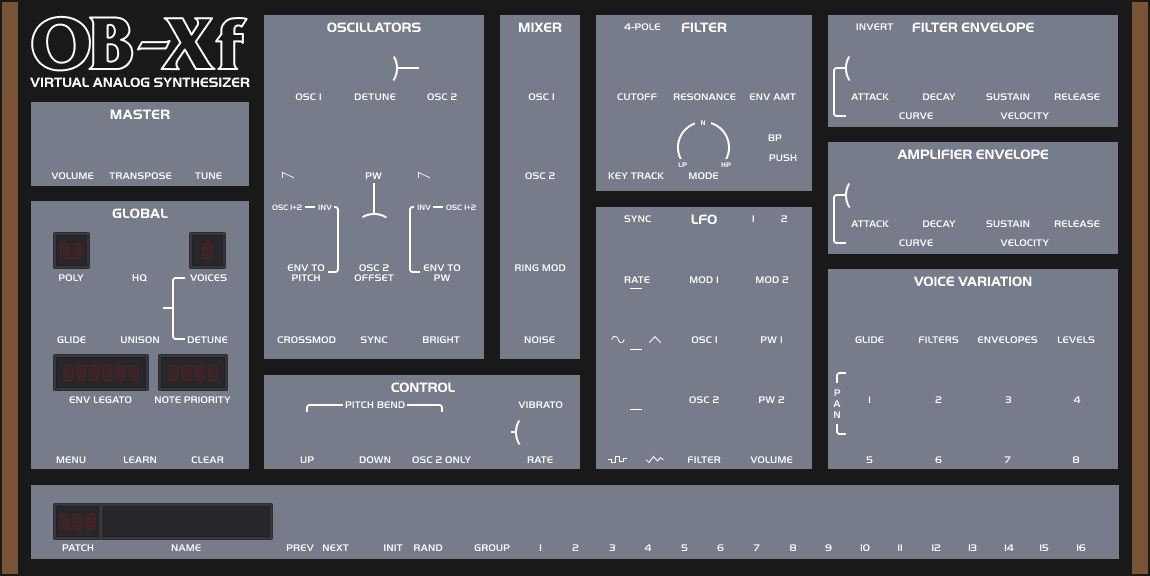 OB-Xf
VIRTUAL ANALOG SYNTHESIZER
MASTER
VOLUME TRANSPOSE TUNE
GLOBAL
POLY HQ VOICES
GLIDE UNISON DETUNE
ENV LEGATO NOTE PRIORITY
MENU LEARN CLEAR
OSCILLATORS
OSC 1 DETUNE OSC 2
PW
OSC 1+2 INV INV OSC 1+2
ENV TO PITCH OSC 2 OFFSET ENV TO PW
CROSSMOD SYNC BRIGHT
MIXER
OSC 1
OSC 2
RING MOD
NOISE
CONTROL
PITCH BEND VIBRATO
UP DOWN OSC 2 ONLY RATE
4-POLE FILTER
CUTOFF RESONANCE ENV AMT
N
BP
PUSH
LP HP
KEY TRACK MODE
SYNC LFO 1 2
RATE MOD 1 MOD 2
OSC 1 PW 1
OSC 2 PW 2
FILTER VOLUME
INVERT FILTER ENVELOPE
ATTACK DECAY SUSTAIN RELEASE
CURVE VELOCITY
AMPLIFIER ENVELOPE
ATTACK DECAY SUSTAIN RELEASE
CURVE VELOCITY
VOICE VARIATION
GLIDE FILTERS ENVELOPES LEVELS
PAN
1 2 3 4
5 6 7 8
PATCH NAME PREV NEXT INIT RAND GROUP 1 2 3 4 5 6 7 8 9 10 11 12 13 14 15 16